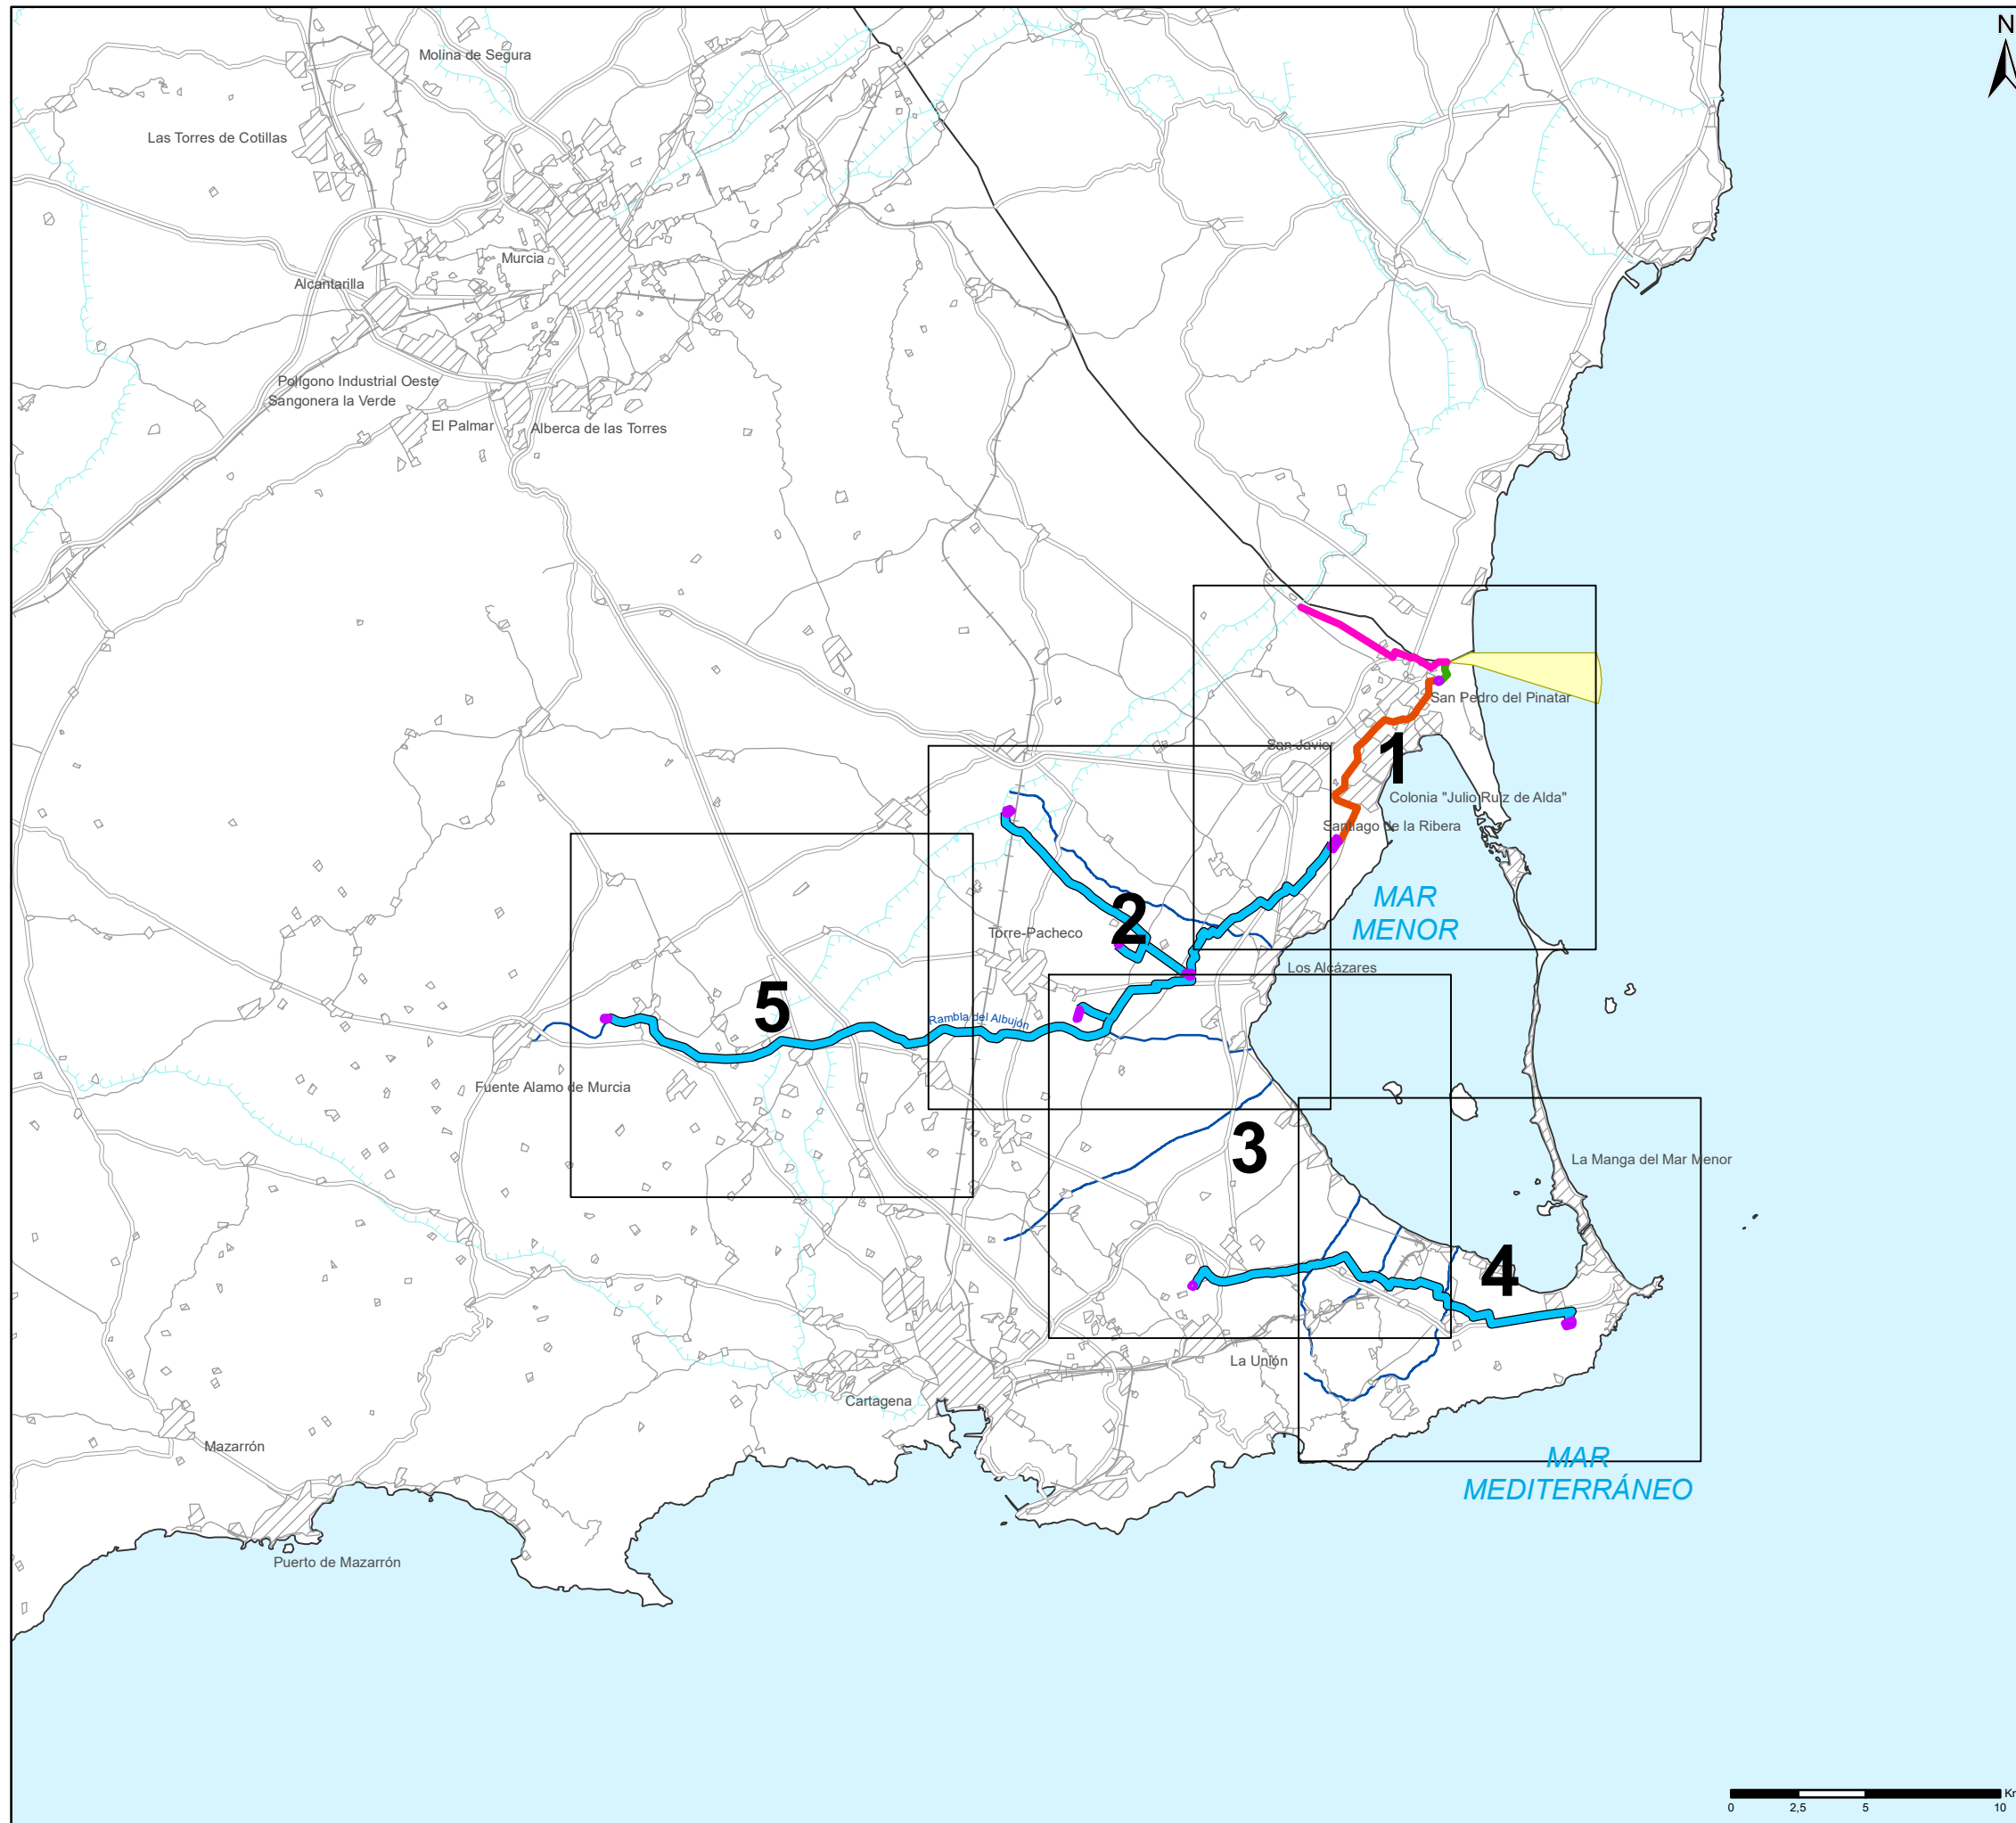 N
Molina de Segura
Las Torres de Cotillas
Murcia
Alcantarilla
Polígono Industrial Oeste
Sangonera la Verde
El Palmar
Alberca de las Torres
San Pedro del Pinatar
San Javier
1
Colonia "Julio Ruiz de Alda"
Santiago de la Ribera
MAR
MENOR
2
Torre-Pacheco
Los Alcázares
5
Rambla del Albujón
Fuente Alamo de Murcia
3
La Manga del Mar Menor
4
La Unión
Cartagena
Mazarrón
MAR
MEDITERRÁNEO
Puerto de Mazarrón
0 2,5 5 10